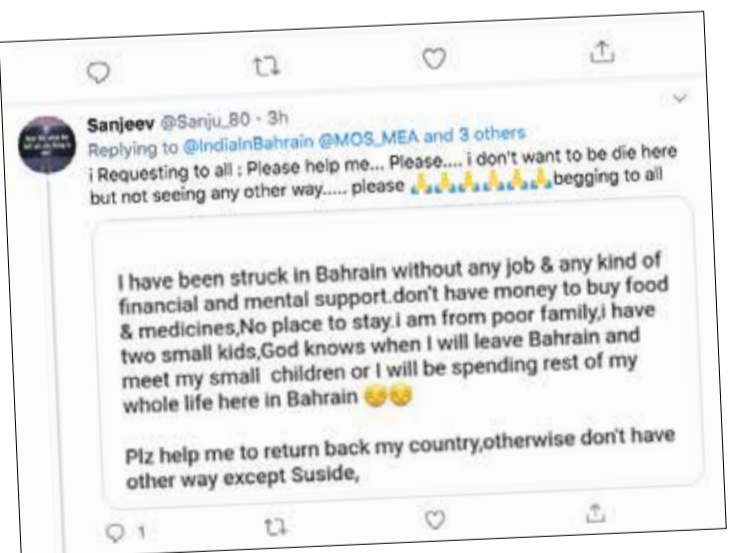 Sanjeev @Sanju_80 · 3h
Replying to @IndiaInBahrain @MOS_MEA and 3 others
i Requesting to all : Please help me... Please.... i don't want to be die here
but not seeing any other way..... please 🙏🙏🙏🙏🙏🙏begging to all
I have been struck in Bahrain without any job & any kind of
financial and mental support.don't have money to buy food
& medicines,No place to stay.i am from poor family,i have
two small kids,God knows when I will leave Bahrain and
meet my small children or I will be spending rest of my
whole life here in Bahrain 😔😔
Plz help me to return back my country,otherwise don't have
other way except Suside,
1